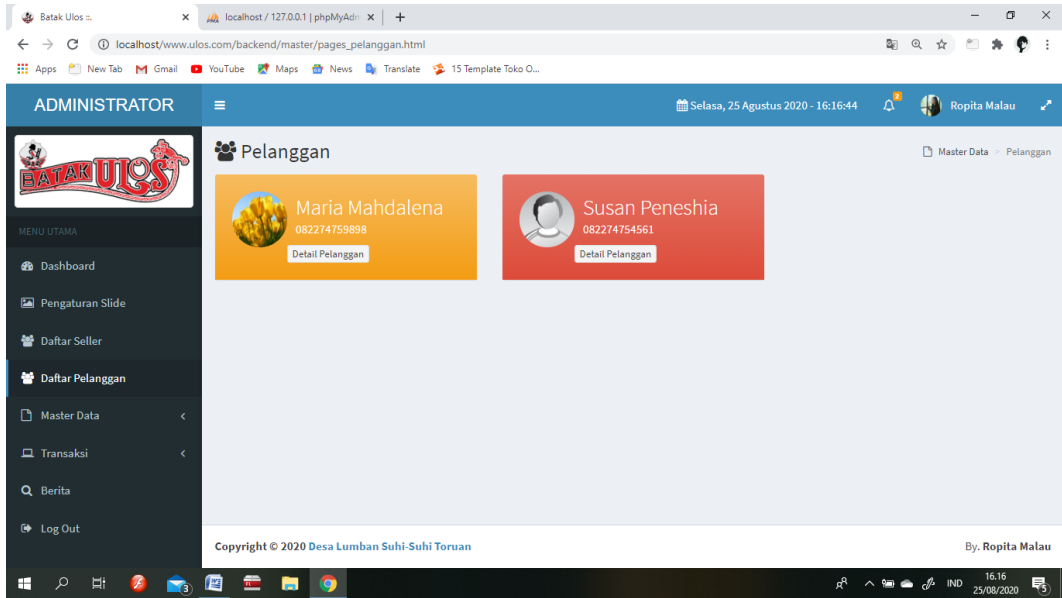 Batak Ulos ::.
localhost / 127.0.0.1 | phpMyAdm
localhost/www.ulos.com/backend/master/pages_pelanggan.html
Apps New Tab Gmail YouTube Maps News Translate 15 Template Toko O...
ADMINISTRATOR
Selasa, 25 Agustus 2020 - 16:16:44
2
Ropita Malau
BATAK ULOS
Pelanggan
Master Data > Pelanggan
Maria Mahdalena
082274759898
Detail Pelanggan
Susan Peneshia
082274754561
Detail Pelanggan
MENU UTAMA
Dashboard
Pengaturan Slide
Daftar Seller
Daftar Pelanggan
Master Data
Transaksi
Berita
Log Out
Copyright © 2020 Desa Lumban Suhi-Suhi Toruan
By. Ropita Malau
3
IND
16.16
25/08/2020
5